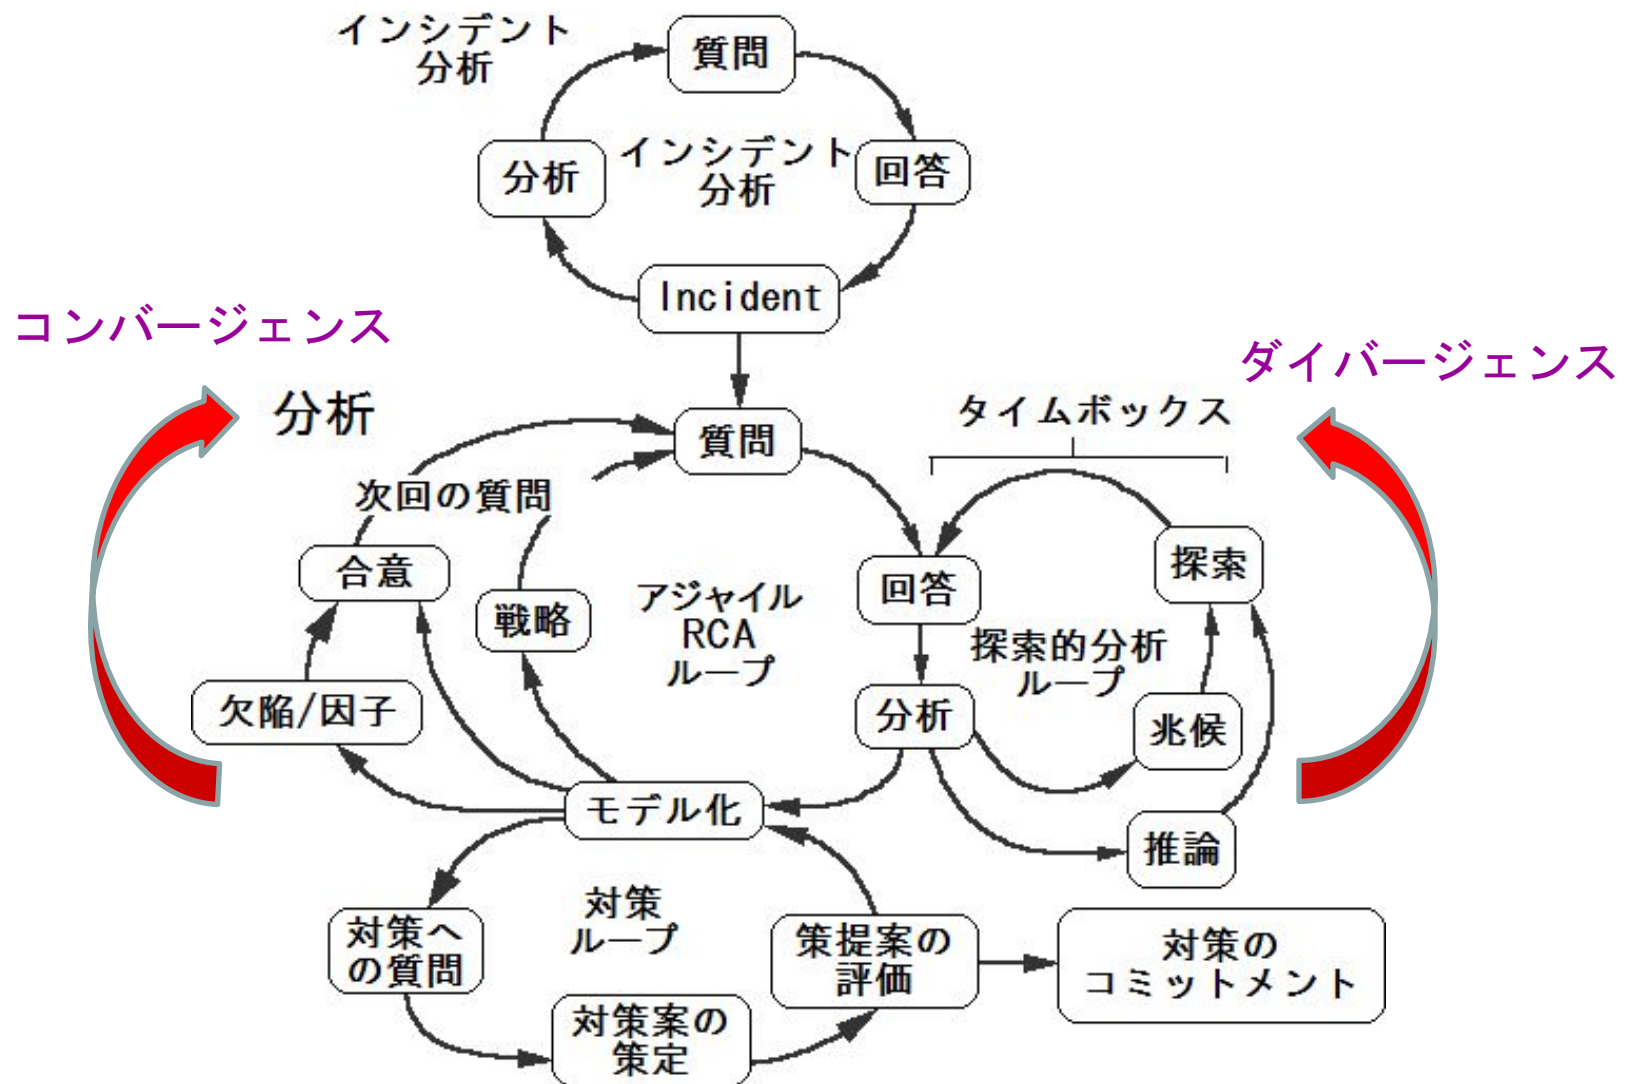 インシデント
分析
質問
分析
インシデント
分析
回答
Incident
コンバージェンス
ダイバージェンス
分析
タイムボックス
質問
次回の質問
合意
戦略
アジャイル
RCA
ループ
回答
探索
探索的分析
ループ
欠陥/因子
分析
兆候
モデル化
推論
対策
ループ
対策へ
の質問
策提案の
評価
対策の
コミットメント
対策案の
策定